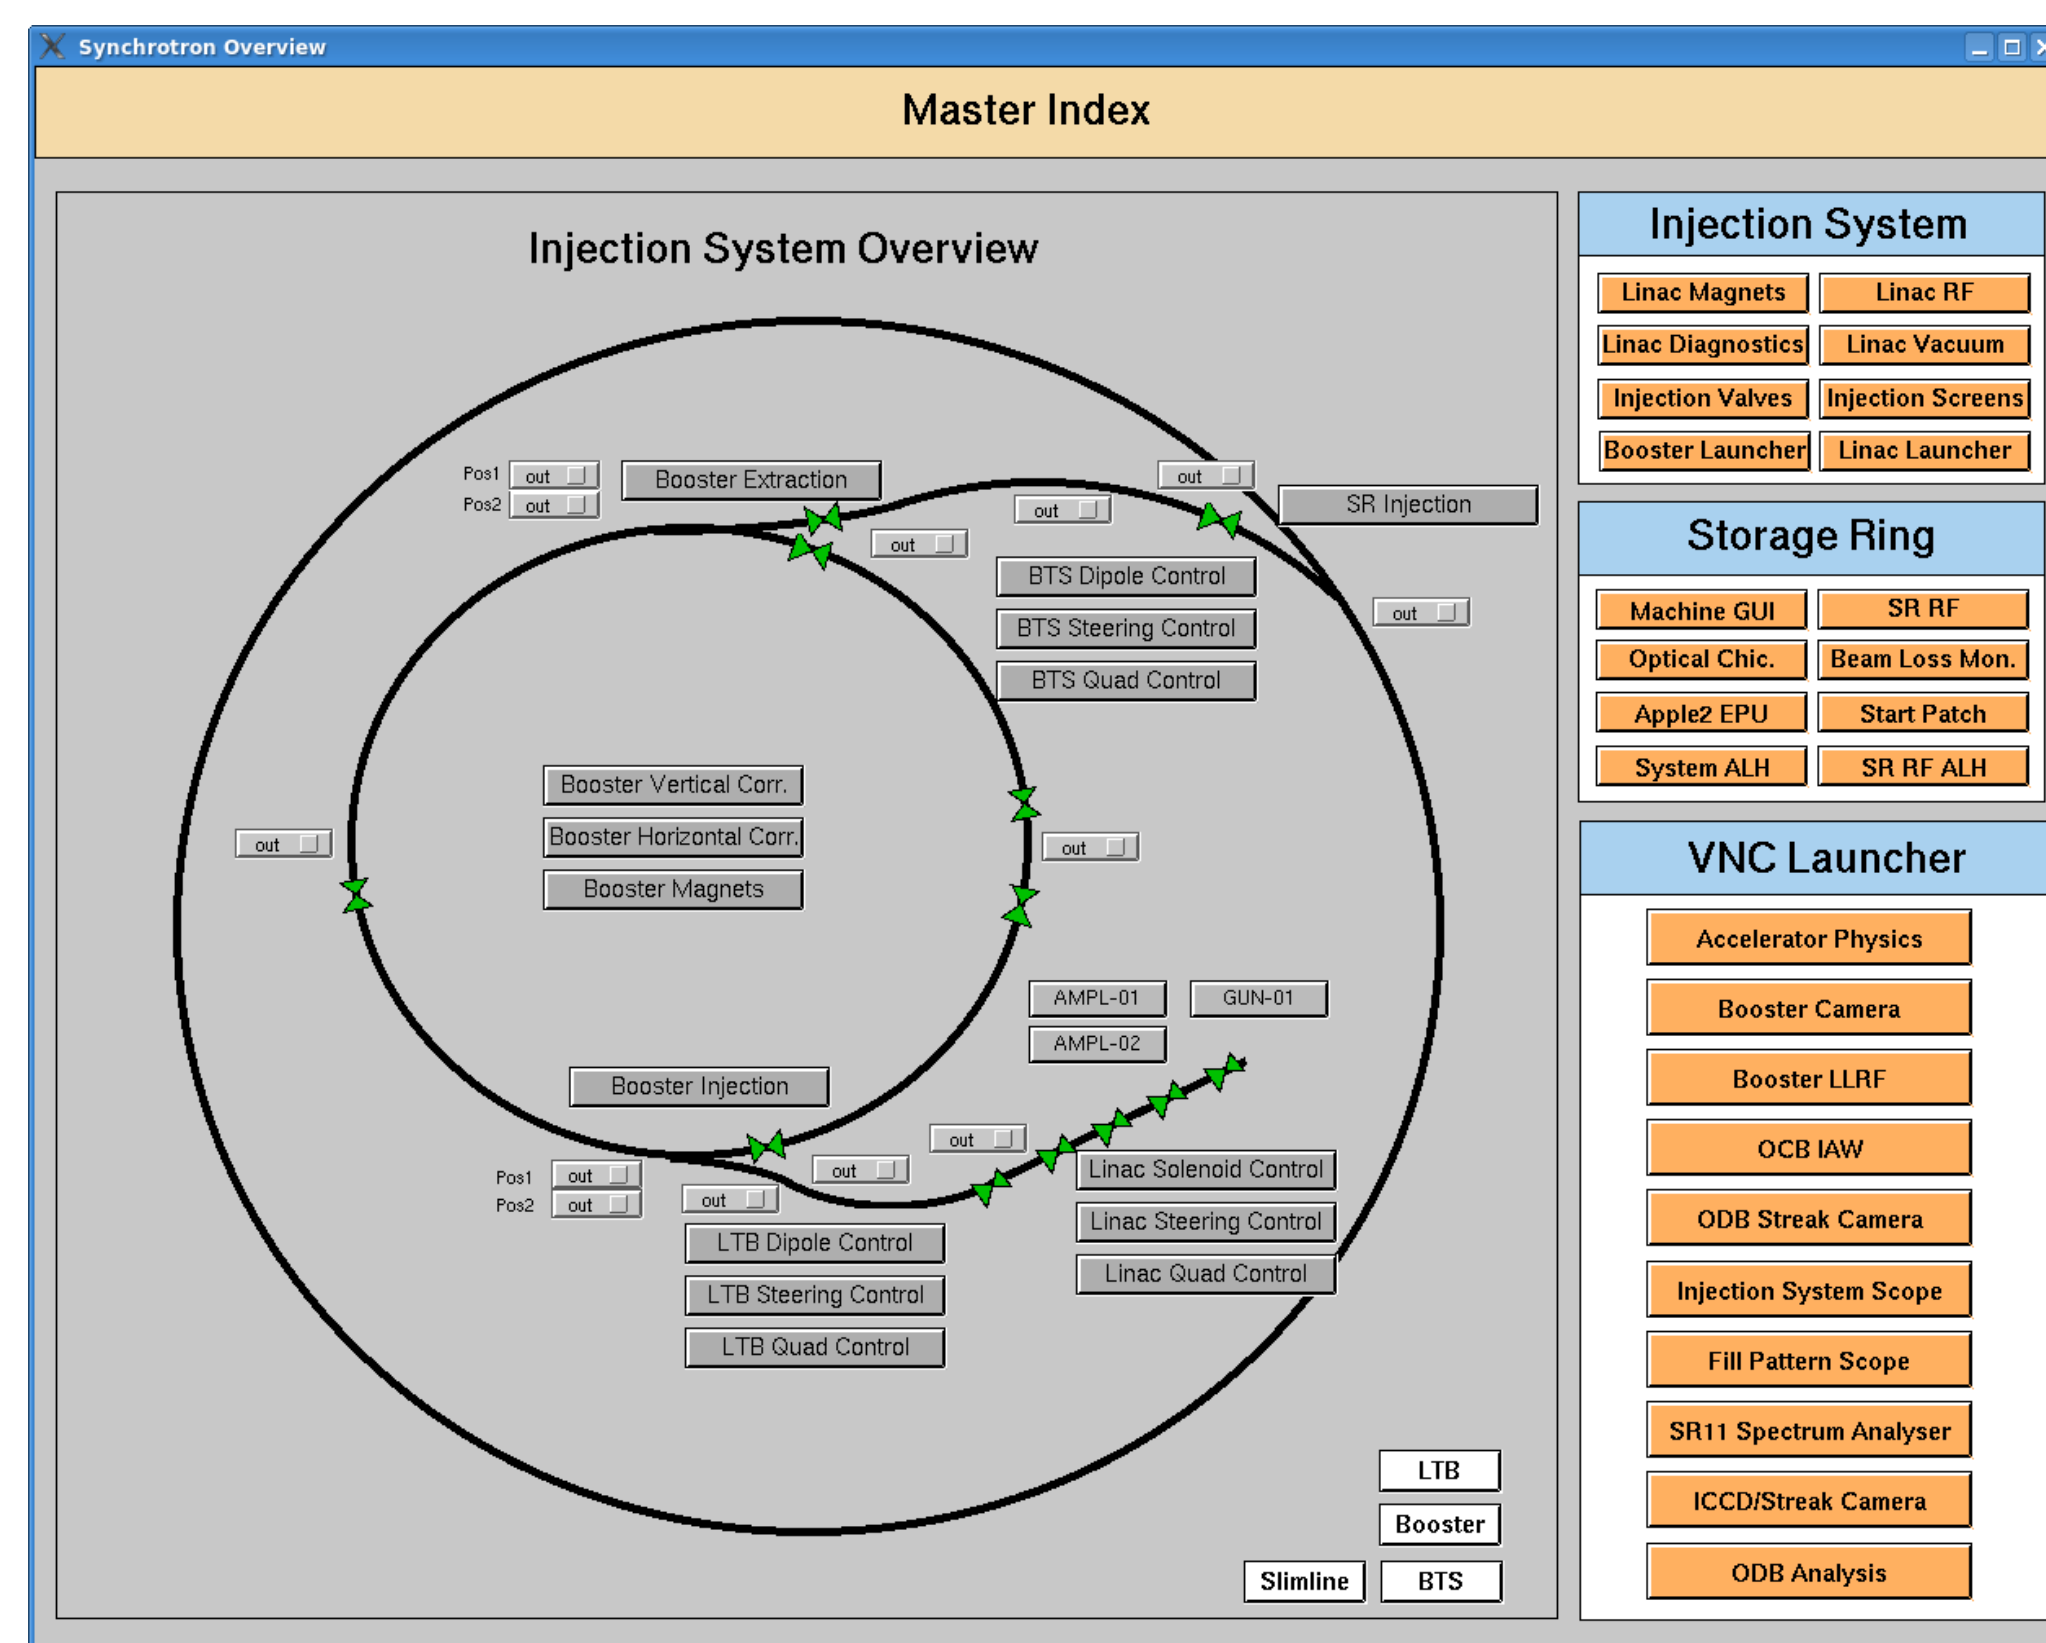 Synchrotron Overview
Master Index
Injection System Overview
Pos1 out
Pos2 out
Booster Extraction
out
out
out
SR Injection
out
BTS Dipole Control
BTS Steering Control
BTS Quad Control
Booster Vertical Corr.
Booster Horizontal Corr.
Booster Magnets
out
out
AMPL-01
GUN-01
AMPL-02
Booster Injection
out
out
Pos1 out
Pos2 out
out
Linac Solenoid Control
Linac Steering Control
Linac Quad Control
LTB Dipole Control
LTB Steering Control
LTB Quad Control
LTB
Booster
Slimline
BTS
Injection System
Linac Magnets
Linac RF
Linac Diagnostics
Linac Vacuum
Injection Valves
Injection Screens
Booster Launcher
Linac Launcher
Storage Ring
Machine GUI
SR RF
Optical Chic.
Beam Loss Mon.
Apple2 EPU
Start Patch
System ALH
SR RF ALH
VNC Launcher
Accelerator Physics
Booster Camera
Booster LLRF
OCB IAW
ODB Streak Camera
Injection System Scope
Fill Pattern Scope
SR11 Spectrum Analyser
ICCD/Streak Camera
ODB Analysis